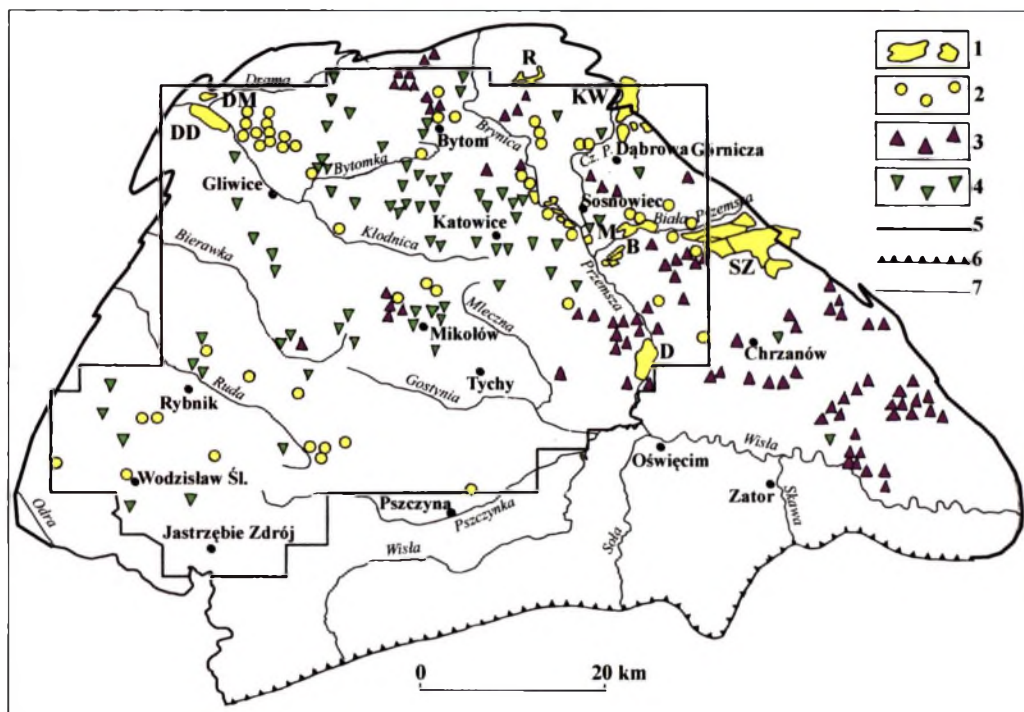 R
1
Drama
DM
KW
2
DD
Brynica
3
Bytom
Cz. P.
Dąbrowa Górnicza
4
Bytomka
Gliwice
Sosnowiec
Biała Przemsza
5
Katowice
M
B
6
Bierawka
Kłodnica
SZ
7
Przemsza
Mleczna
Mikołów
D
Chrzanów
Tychy
Gostynia
Rybnik
Ruda
Wisła
Oświęcim
Wodzisław Śl.
Zator
Skawa
Pszczyna
Pszczynka
Odra
Jastrzębie Zdrój
Wisła
Soła
0
20 km